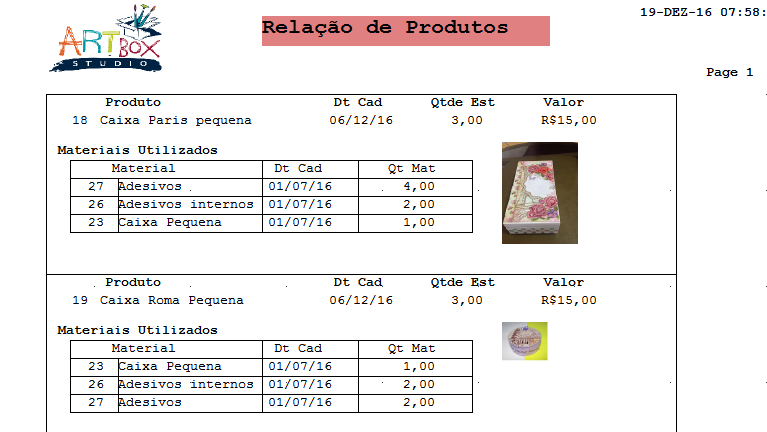 19-DEZ-16 07:58:
ARTBOX
STUDIO
Relação de Produtos
Page 1
Produto Dt Cad Qtde Est Valor
18 Caixa Paris pequena 06/12/16 3,00 R$15,00
Materiais Utilizados
Material Dt Cad Qt Mat
27 Adesivos 01/07/16 4,00
26 Adesivos internos 01/07/16 2,00
23 Caixa Pequena 01/07/16 1,00
Produto Dt Cad Qtde Est Valor
19 Caixa Roma Pequena 06/12/16 3,00 R$15,00
Materiais Utilizados
Material Dt Cad Qt Mat
23 Caixa Pequena 01/07/16 1,00
26 Adesivos internos 01/07/16 2,00
27 Adesivos 01/07/16 2,00